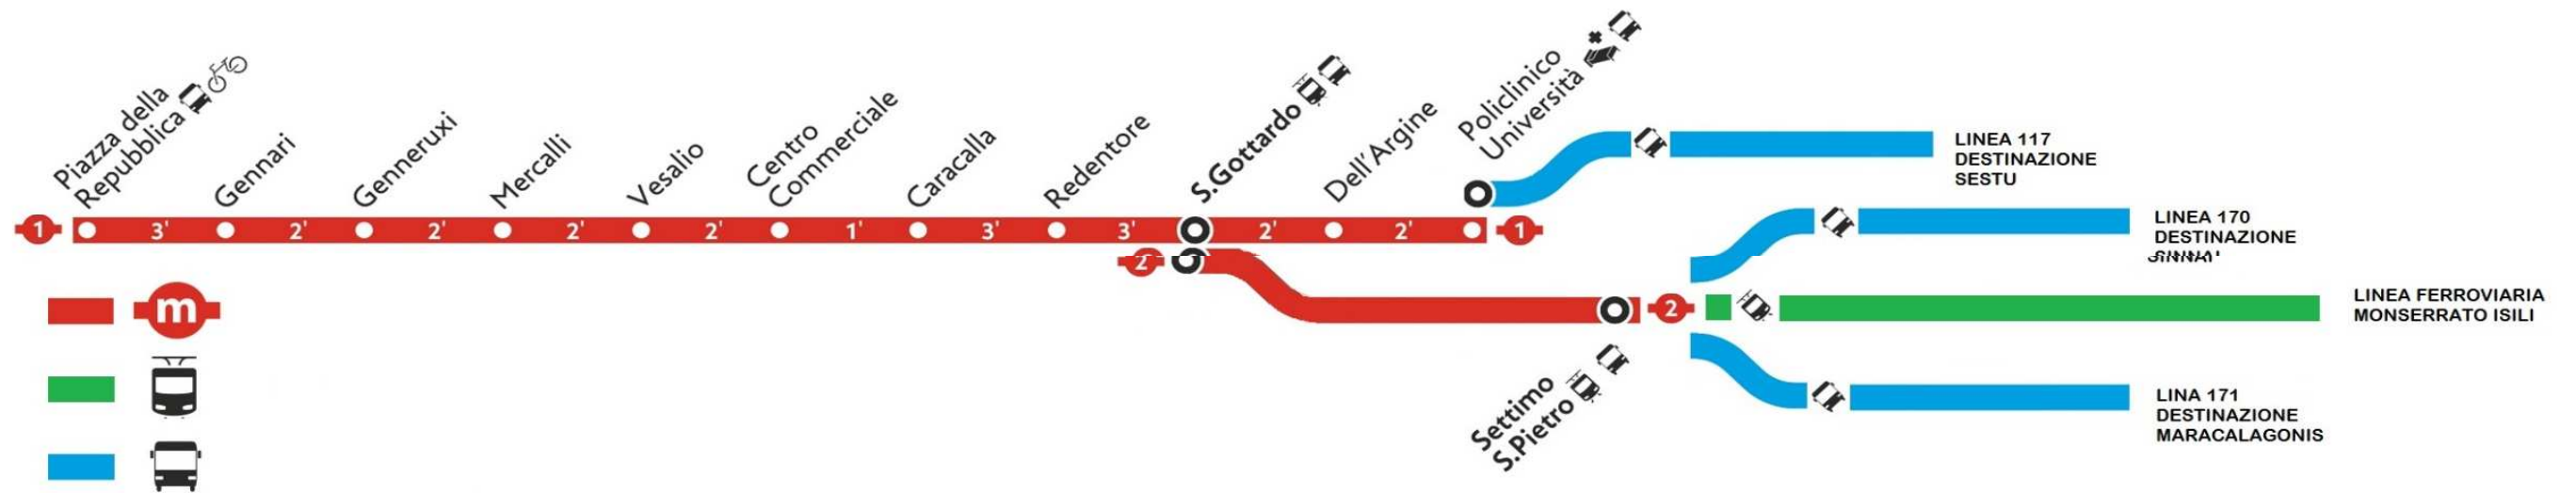 Piazza della
Repubblica
Gennari
Genneruxi
Mercalli
Vesalio
Centro
Commerciale
Caracalla
Redentore
S.Gottardo
Dell'Argine
Policlinico
Università
1 3' 2' 2' 2' 2' 1' 3' 3' 2' 2' 1
2
2
m
Settimo
S.Pietro
LINEA 117
DESTINAZIONE
SESTU
LINEA 170
DESTINAZIONE
LINEA FERROVIARIA
MONSERRATO ISILI
LINA 171
DESTINAZIONE
MARACALAGONIS